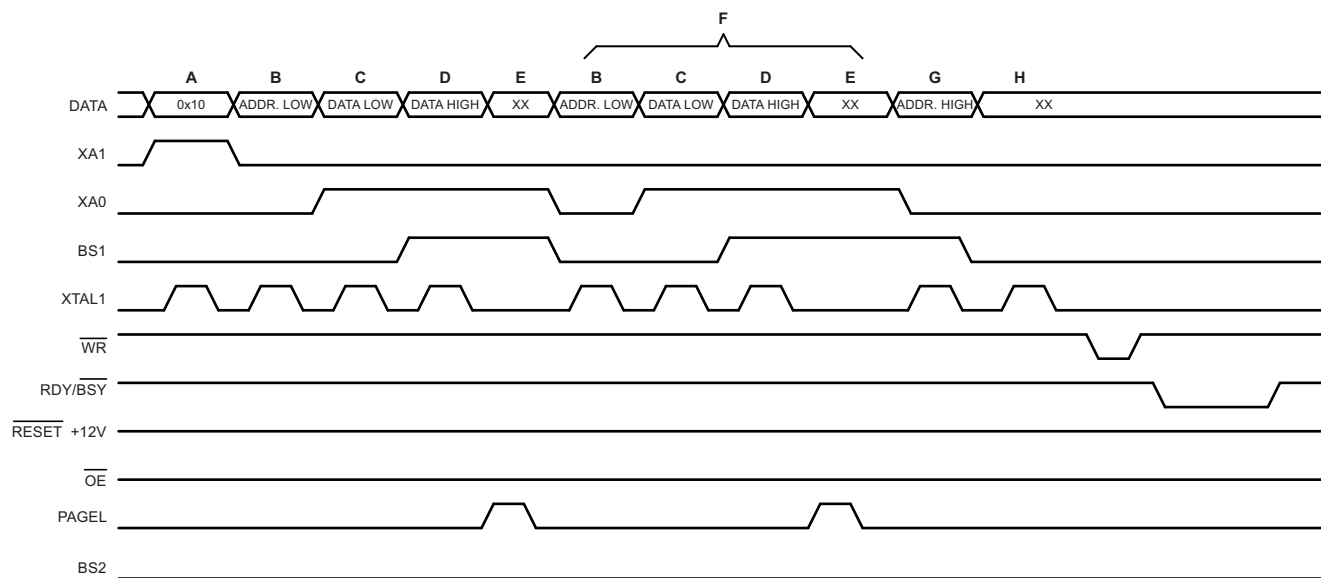 F
A B C D E B C D E G H
DATA 0x10 ADDR. LOW DATA LOW DATA HIGH XX ADDR. LOW DATA LOW DATA HIGH XX ADDR. HIGH XX
XA1
XA0
BS1
XTAL1
WR
RDY/BSY
RESET +12V
OE
PAGEL
BS2